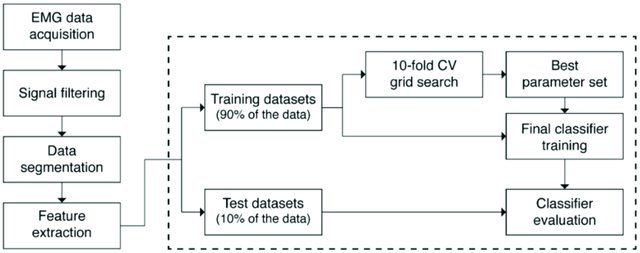 EMG data
acquisition
Signal filtering
Data
segmentation
Feature
extraction
Training datasets
(90% of the data)
Test datasets
(10% of the data)
10-fold CV
grid search
Best
parameter set
Final classifier
training
Classifier
evaluation